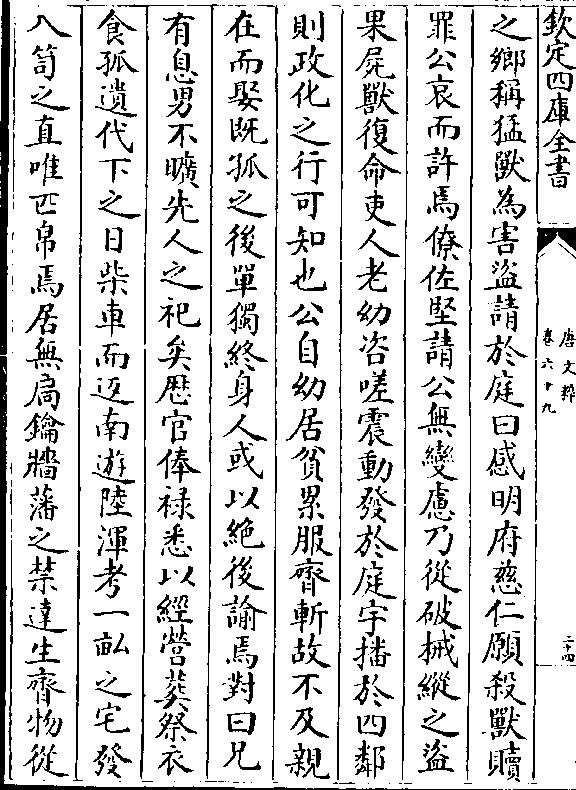 欽定四庫全書
唐文粹
卷六十九
二十四
之鄉稱猛獸為害盜請於庭曰感明府慈仁願殺獸贖
罪公哀而許焉僚佐堅請公無變慮乃從破械縱之盜
果屍獸復命吏人老幼咨嗟震動發於庭宇播於四鄰
則政化之行可知也公自幼居貧累服齊斬故不及親
在而娶既孤之後單獨終身人或以絶後諭焉對曰兄
有息男不曠先人之祀矣歴官俸禄悉以經營葬祭衣
食孤遺代下之日柴車而返南遊陸渾考一畝之宅發
八笥之直唯匹帛焉居無扄鑰牆藩之禁達生齊物從